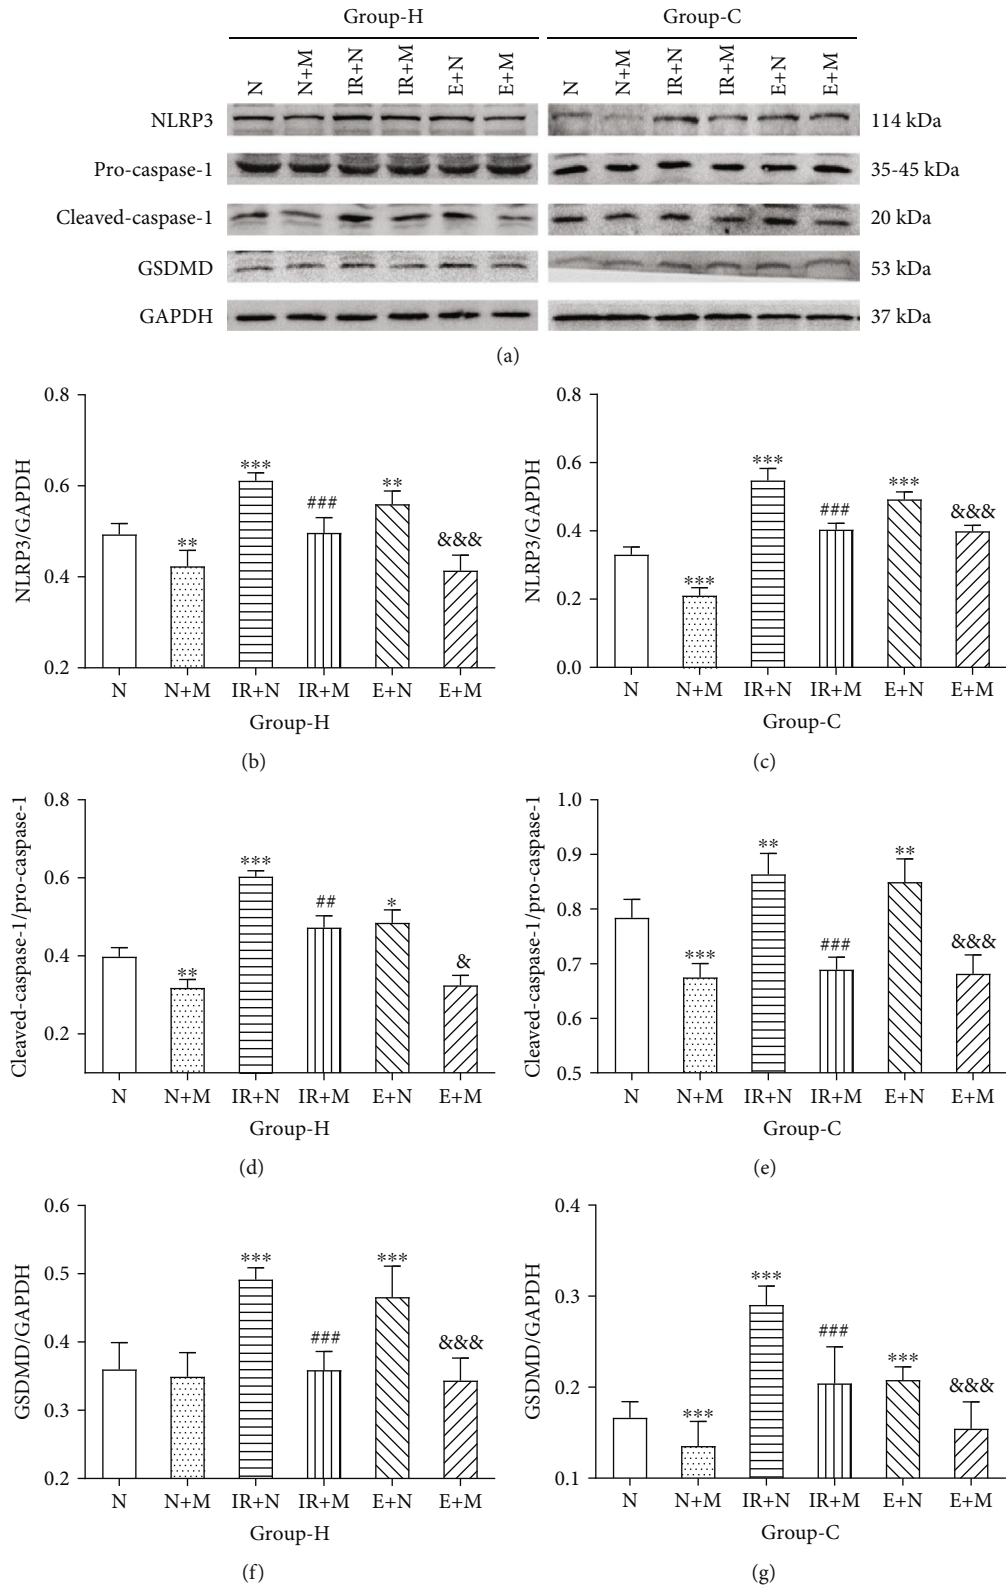 Group-H Group-C
N N+M IR+N IR+M E+N E+M N N+M IR+N IR+M E+N E+M
NLRP3 114 kDa
Pro-caspase-1 35-45 kDa
Cleaved-caspase-1 20 kDa
GSDMD 53 kDa
GAPDH 37 kDa
(a)
NLRP3/GAPDH
0.8
0.6
0.4
0.2
**
***
###
**
&&&
N N+M IR+N IR+M E+N E+M
Group-H
(b)
NLRP3/GAPDH
0.8
0.6
0.4
0.2
0.0
***
***
###
***
&&&
N N+M IR+N IR+M E+N E+M
Group-C
(c)
Cleaved-caspase-1/pro-caspase-1
0.8
0.6
0.4
0.2
**
***
##
*
&
N N+M IR+N IR+M E+N E+M
Group-H
(d)
Cleaved-caspase-1/pro-caspase-1
1.0
0.9
0.8
0.7
0.6
0.5
***
**
###
**
&&&
N N+M IR+N IR+M E+N E+M
Group-C
(e)
GSDMD/GAPDH
0.6
0.5
0.4
0.3
0.2
***
###
***
&&&
N N+M IR+N IR+M E+N E+M
Group-H
(f)
GSDMD/GAPDH
0.4
0.3
0.2
0.1
***
***
###
***
&&&
N N+M IR+N IR+M E+N E+M
Group-C
(g)